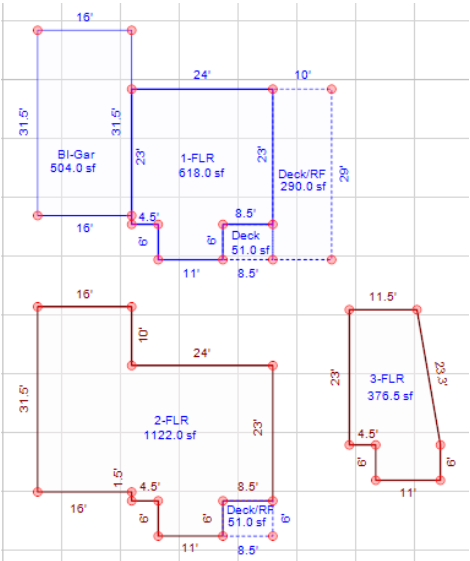 16'
24'
10'
31.5'
31.5'
BI-Gar
504.0 sf
23'
1-FLR
618.0 sf
23'
Deck/RF
290.0 sf
29'
16'
4.5'
6'
6'
8.5'
Deck
51.0 sf
11'
8.5'
16'
10'
24'
31.5'
2-FLR
1122.0 sf
23'
1.5'
4.5'
8.5'
16'
6'
6'
Deck/RF
51.0 sf
6'
11'
8.5'
11.5'
23'
3-FLR
376.5 sf
23.3'
4.5'
6'
6'
11'